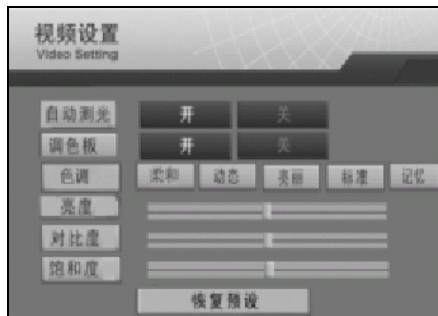 视频设置
Video Setting
自动测光 开 关
调色板 开 关
色调 柔和 动态 亮丽 标准 记忆
亮度
对比度
饱和度
恢复预设